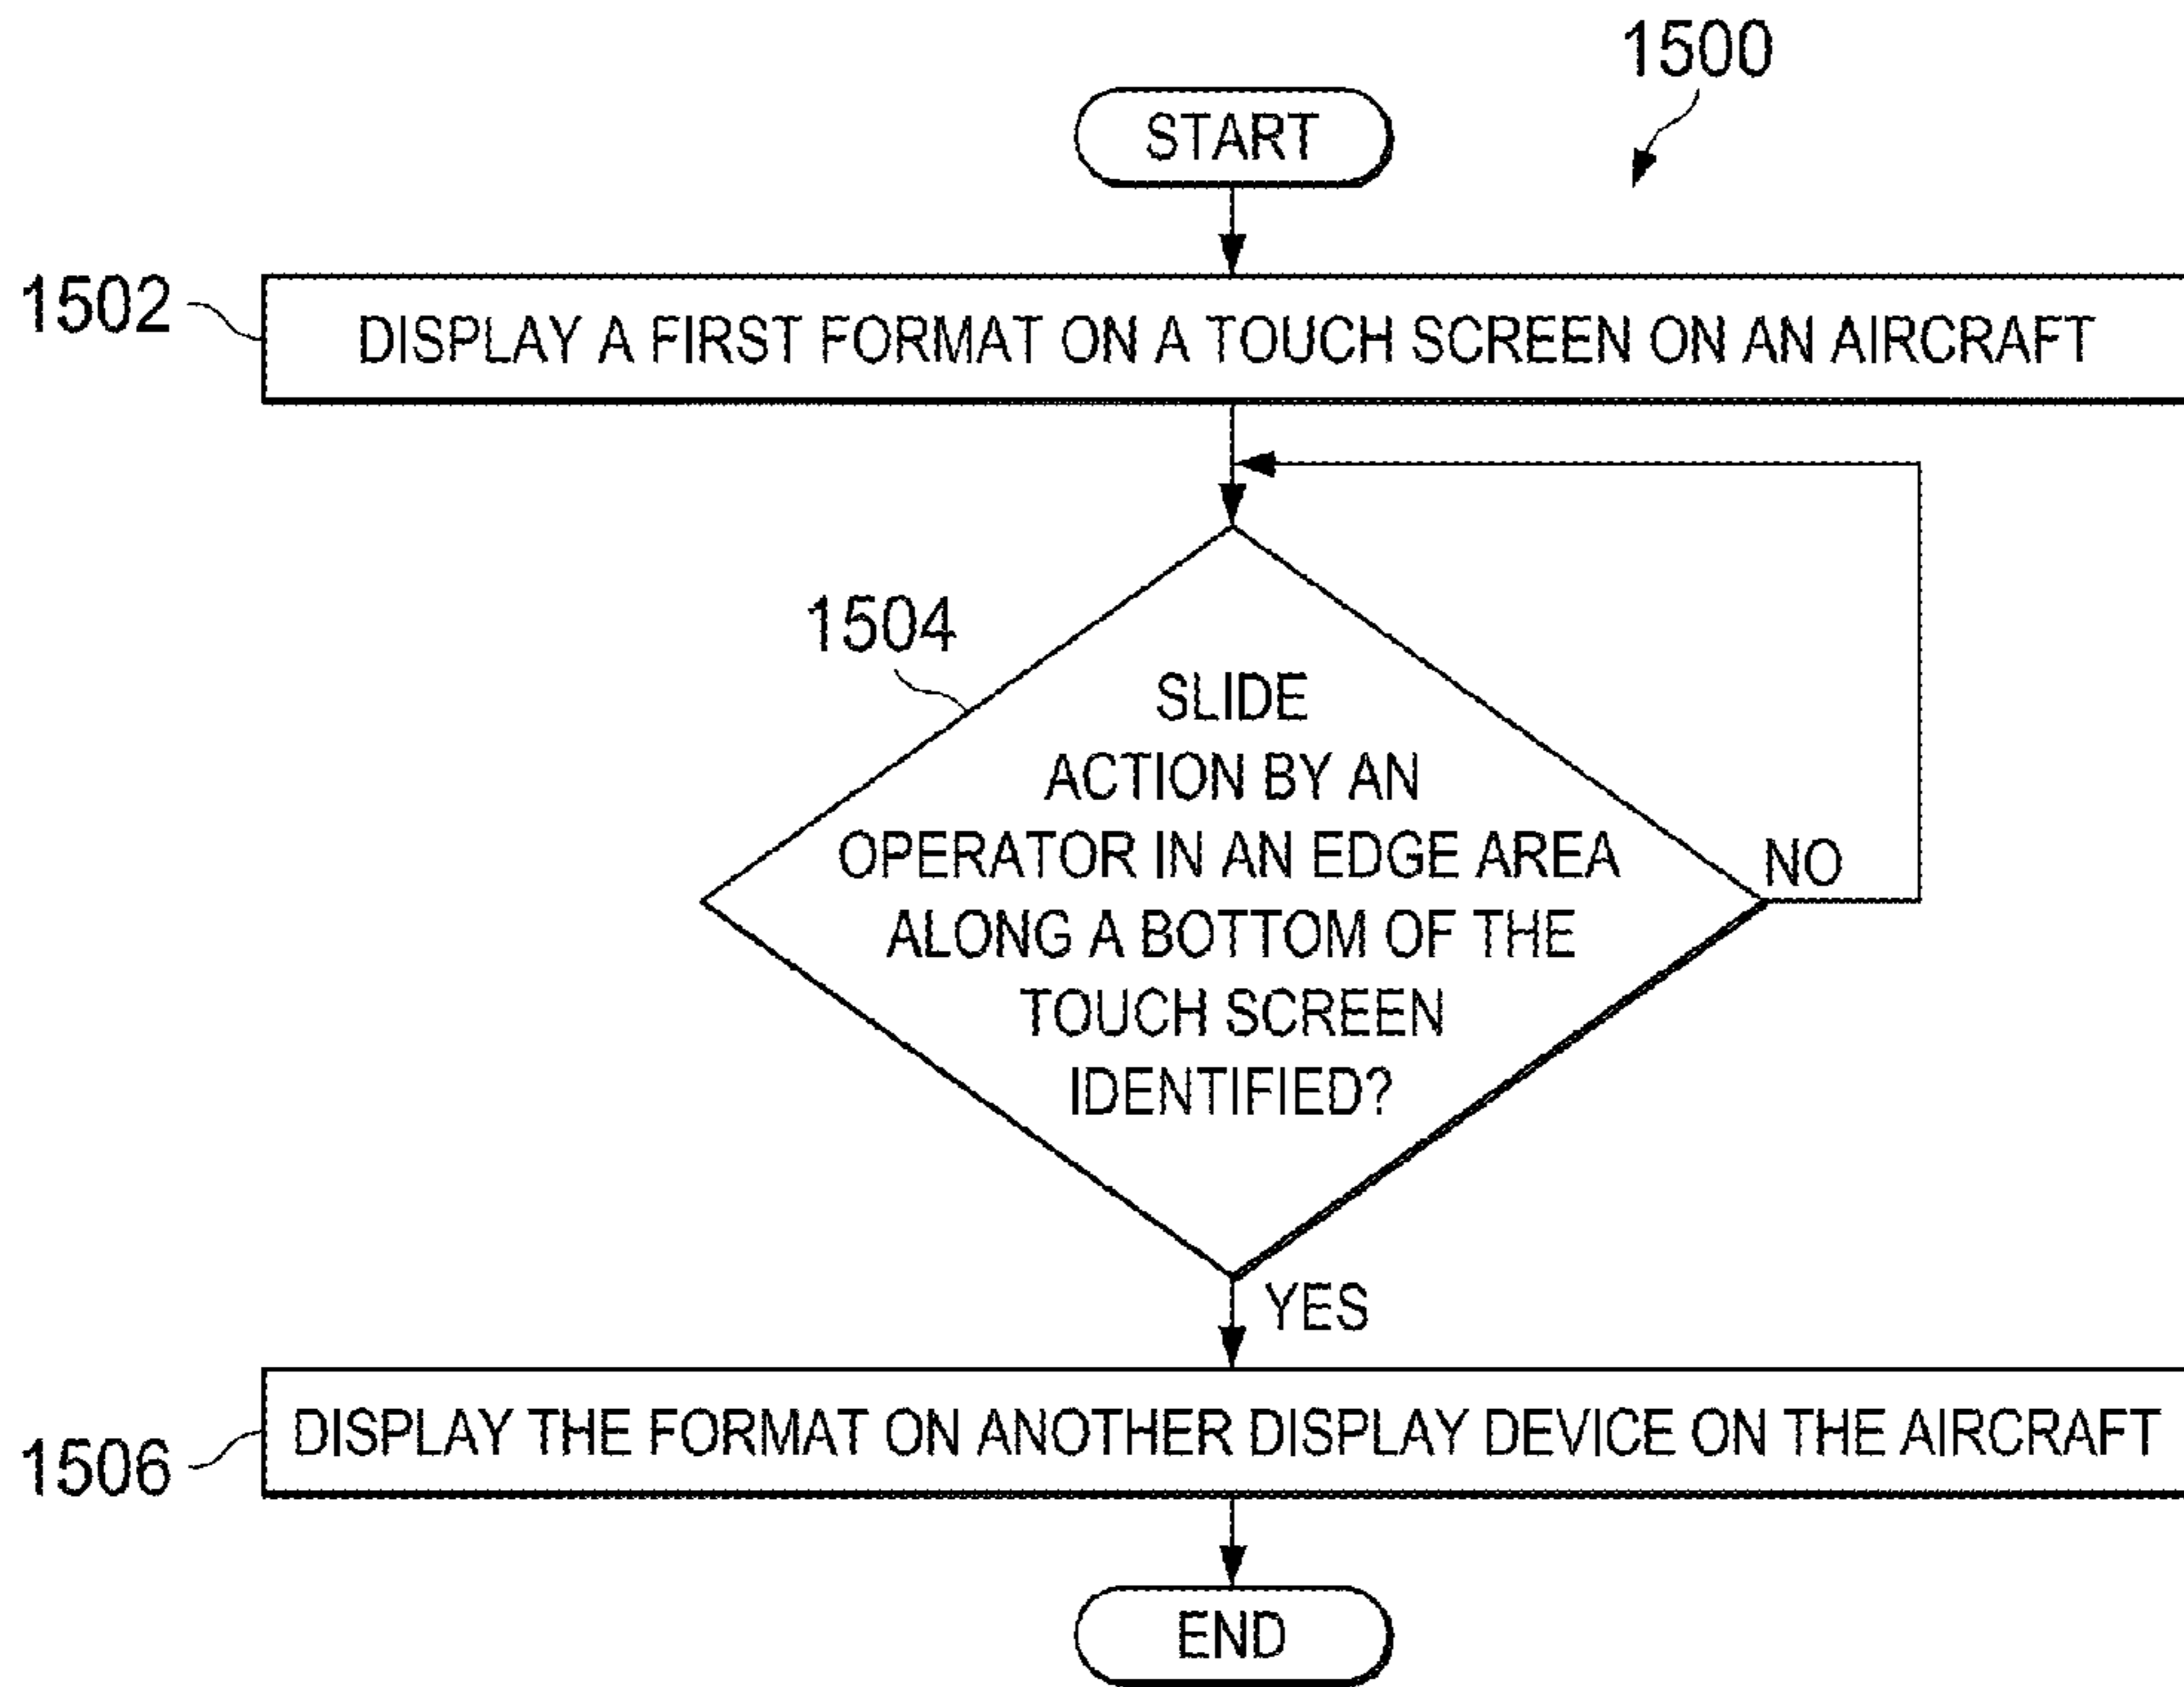 1500
START
1502
DISPLAY A FIRST FORMAT ON A TOUCH SCREEN ON AN AIRCRAFT
1504
SLIDE
ACTION BY AN
OPERATOR IN AN EDGE AREA
ALONG A BOTTOM OF THE
TOUCH SCREEN
IDENTIFIED?
NO
YES
DISPLAY THE FORMAT ON ANOTHER DISPLAY DEVICE ON THE AIRCRAFT
1506
END